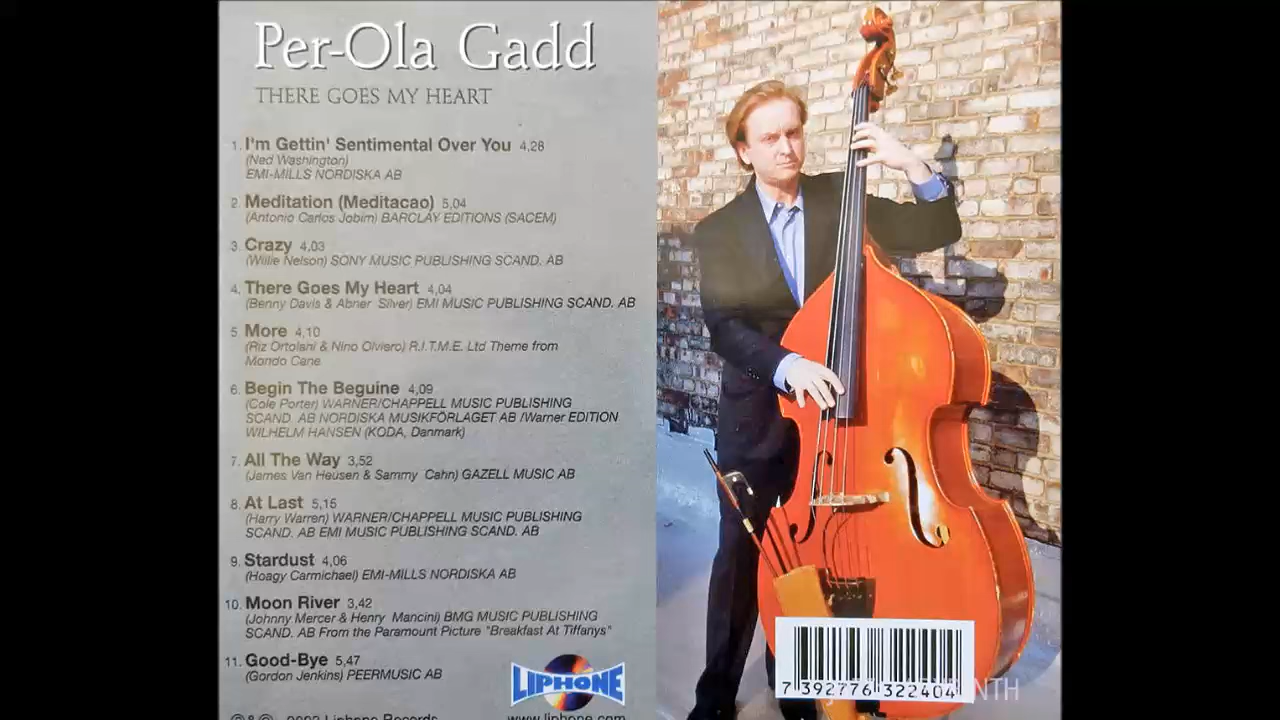 Per-Ola Gadd
THERE GOES MY HEART
1. I'm Gettin' Sentimental Over You 4,28
(Ned Washington)
EMI-MILLS NORDISKA AB
2. Meditation (Meditacao) 5,04
(Antonio Carlos Jobim) BARCLAY EDITIONS (SACEM)
3. Crazy 4,03
(Willie Nelson) SONY MUSIC PUBLISHING SCAND. AB
4. There Goes My Heart 4,04
(Benny Davis & Abner Silver) EMI MUSIC PUBLISHING SCAND. AB
5. More 4,10
(Riz Ortolani & Nino Oliviero) R.I.T.M.E. Ltd Theme from
Mondo Cane
6. Begin The Beguine 4,09
(Cole Porter) WARNER/CHAPPELL MUSIC PUBLISHING
SCAND. AB NORDISKA MUSIKFÖRLAGET AB /Warner EDITION
WILHELM HANSEN (KODA, Danmark)
7. All The Way 3,52
(James Van Heusen & Sammy Cahn) GAZELL MUSIC AB
8. At Last 5,15
(Harry Warren) WARNER/CHAPPELL MUSIC PUBLISHING
SCAND. AB EMI MUSIC PUBLISHING SCAND. AB
9. Stardust 4,06
(Hoagy Carmichael) EMI-MILLS NORDISKA AB
10. Moon River 3,42
(Johnny Mercer & Henry Mancini) BMG MUSIC PUBLISHING
SCAND. AB From the Paramount Picture "Breakfast At Tiffanys"
11. Good-Bye 5,47
(Gordon Jenkins) PEERMUSIC AB
LIPHONE
Liphone Records
www.liphone.com
7 392776 322404